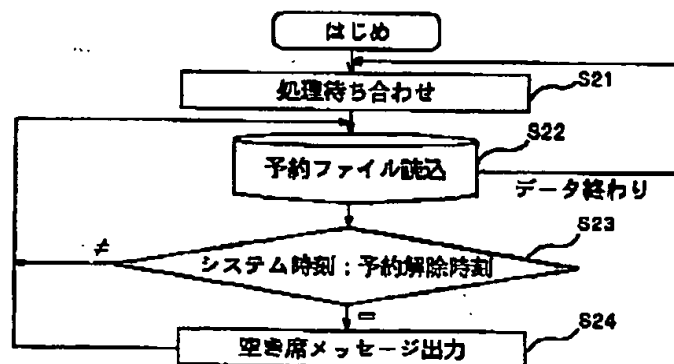 はじめ
処理待ち合わせ
S21
S22
予約ファイル読込
データ終わり
S23
≠
システム時刻：予約解除時刻
=
S24
空き席メッセージ出力